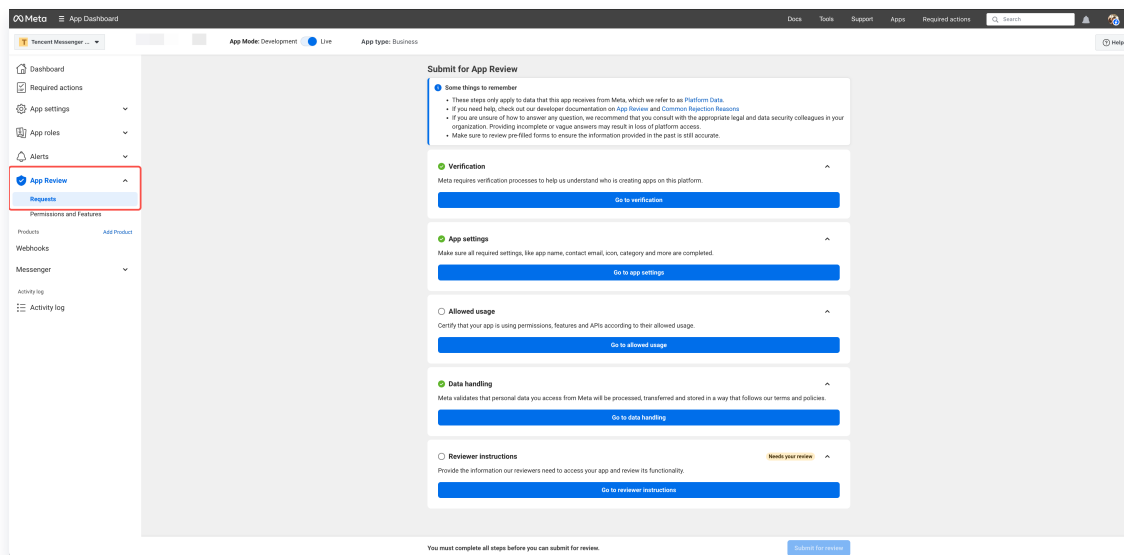 Meta
App Dashboard
Docs
Tools
Support
Apps
Required actions
Search
T Tencent Messenger ...
App Mode: Development
Live
App type: Business
Help
Dashboard
Required actions
App settings
App roles
Alerts
App Review
Requests
Permissions and Features
Products
Add Product
Webhooks
Messenger
Activity log
Activity log
Submit for App Review
Some things to remember
• These steps only apply to data that this app receives from Meta, which we refer to as Platform Data.
• If you need help, check out our developer documentation on App Review and Common Rejection Reasons
• If you are unsure of how to answer any question, we recommend that you consult with the appropriate legal and data security colleagues in your
organization. Providing incomplete or vague answers may result in loss of platform access.
• Make sure to review pre-filled forms to ensure the information provided in the past is still accurate.
Verification
Meta requires verification processes to help us understand who is creating apps on this platform.
Go to verification
App settings
Make sure all required settings, like app name, contact email, icon, category and more are completed.
Go to app settings
Allowed usage
Certify that your app is using permissions, features and APIs according to their allowed usage.
Go to allowed usage
Data handling
Meta validates that personal data you access from Meta will be processed, transferred and stored in a way that follows our terms and policies.
Go to data handling
Reviewer instructions
Needs your review
Provide the information our reviewers need to access your app and review its functionality.
Go to reviewer instructions
You must complete all steps before you can submit for review.
Submit for review